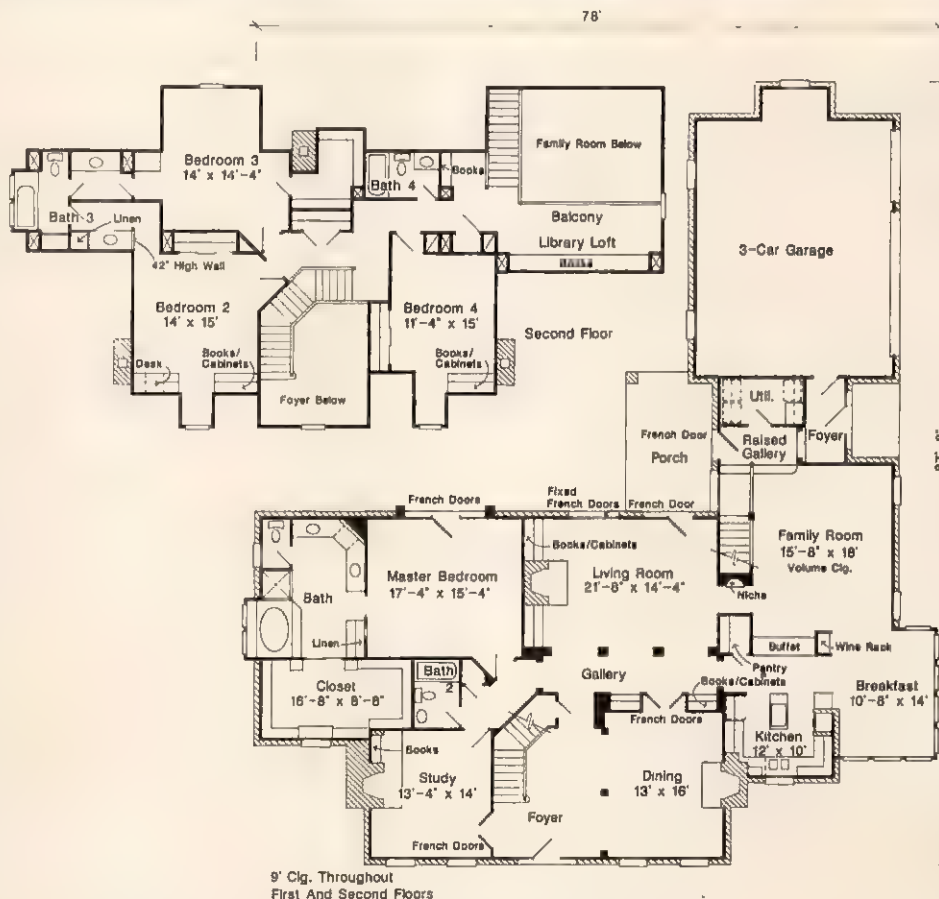 78'
Bedroom 3
14' x 14'-4"
Bath 3
Linen
42" High Wall
Bath 4
Books
Family Room Below
Balcony
Library Loft
Bedroom 2
14' x 15'
Desk
Books/
Cabinets
Foyer Below
Bedroom 4
11'-4" x 15'
Books/
Cabinets
Second Floor
3-Car Garage
Util.
Raised
Gallery
Foyer
French Door
Porch
French Doors
Fixed
French Doors
French Door
Books/Cabinets
Master Bedroom
17'-4" x 15'-4"
Living Room
21'-8" x 14'-4"
Family Room
15'-8" x 18'
Volume Clg.
Niche
Bath
Linen
Buffet
Wine Rack
Pantry
Books/Cabinets
Gallery
Closet
Bath
2
French Doors
Breakfast
10'-8" x 14'
Kitchen
12' x 10'
Books
Study
13'-4" x 14'
Dining
13' x 16'
Foyer
French Doors
9' Clg. Throughout
First And Second Floors